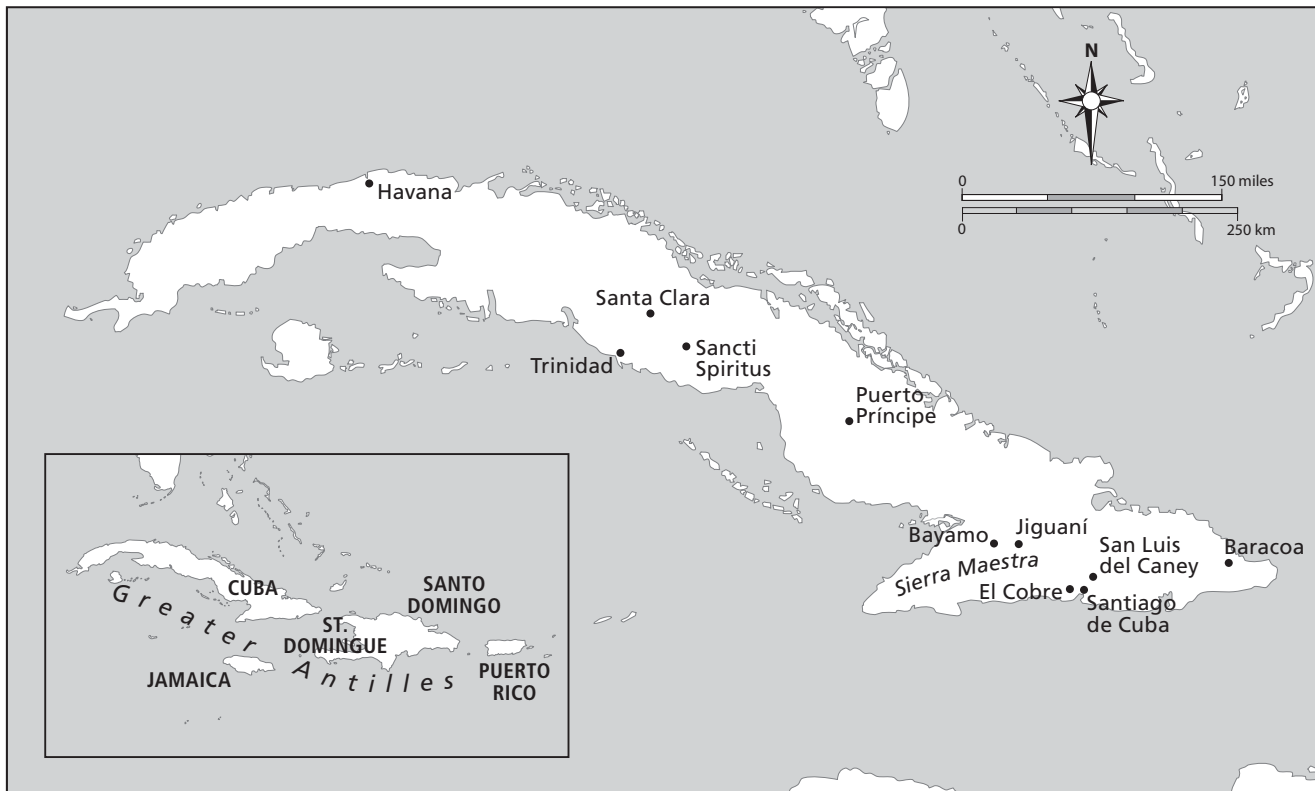 N
0
150 miles
0
250 km
Havana
Santa Clara
Trinidad
Sancti
Spiritus
Puerto
Príncipe
Bayamo
Jiguaní
Sierra Maestra
San Luis
del Caney
Baracoa
El Cobre
Santiago
de Cuba
CUBA
SANTO
DOMINGO
ST.
DOMINGUE
JAMAICA
PUERTO
RICO
Greater Antilles